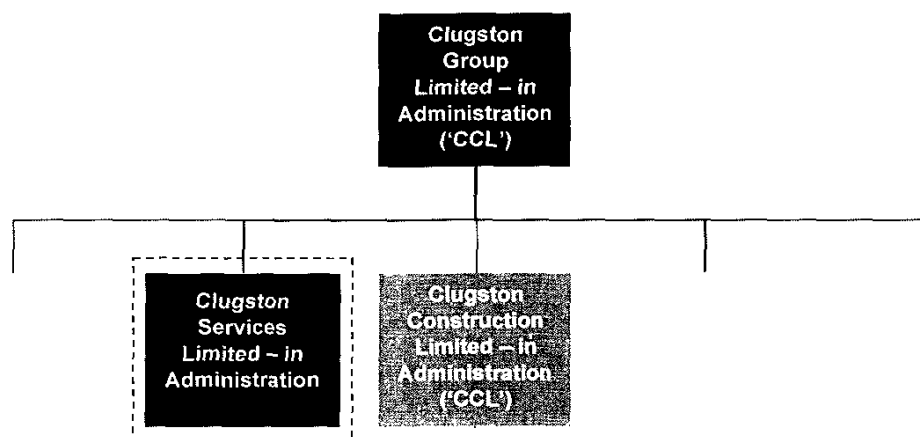 Clugston
Group
Limited – in
Administration
('CCL')
Clugston
Services
Limited – in
Administration
Clugston
Construction
Limited – in
Administration
('CCL')